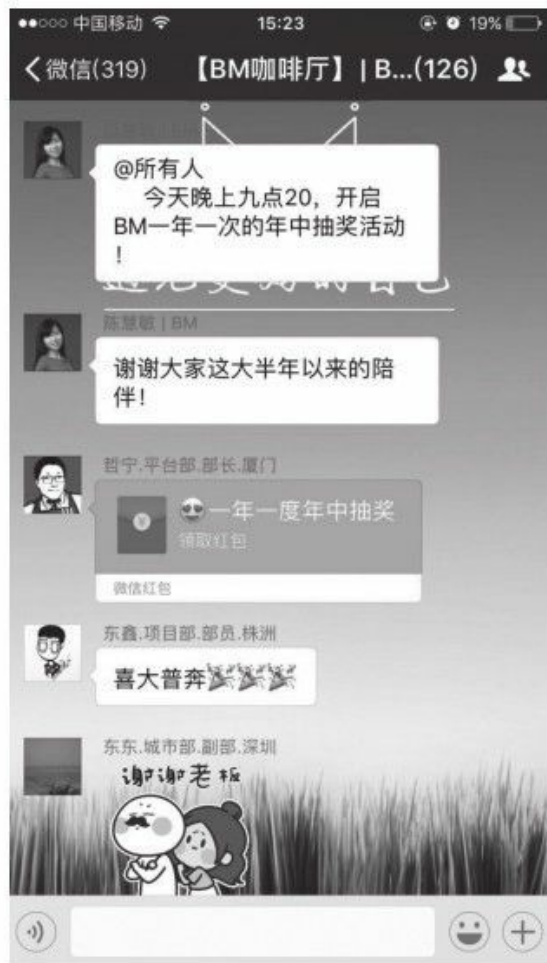 中国移动 15:23 19%
微信(319) 【BM咖啡厅】| B...(126)
@所有人
今天晚上九点20，开启
BM一年一次的年中抽奖活动
！
陈慧敏 | BM
谢谢大家这大半年以来的陪
伴！
哲宁.平台部.部长.厦门
一年一度年中抽奖
领取红包
微信红包
东鑫.项目部.部员.株洲
喜大普奔
东东.城市部.副部.深圳
谢谢老板